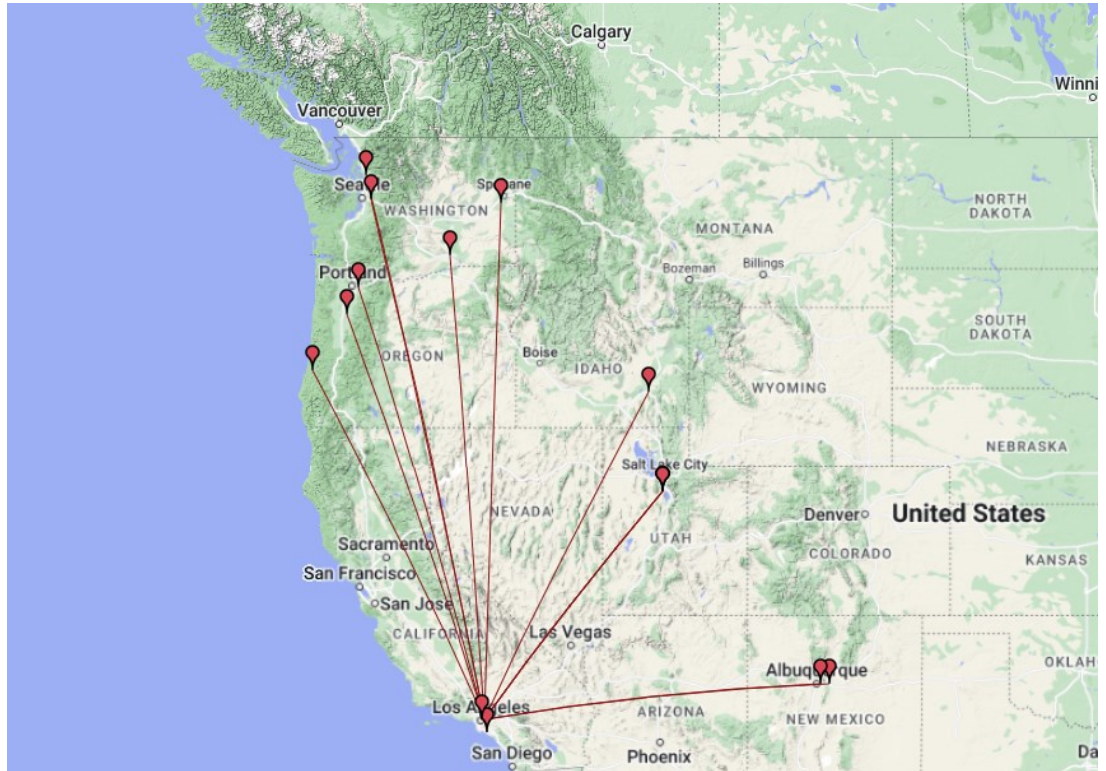 Calgary
Winni
Vancouver
Seattle
Spokane
WASHINGTON
NORTH
DAKOTA
MONTANA
Portland
Bozeman
Billings
SOUTH
DAKOTA
OREGON
Boise
IDAHO
WYOMING
NEBRASKA
Salt Lake City
NEVADA
Denver
United States
UTAH
COLORADO
Sacramento
KANSAS
San Francisco
San Jose
CALIFORNIA
Las Vegas
Albuquerque
OKLAH
Los Angeles
ARIZONA
NEW MEXICO
San Diego
Phoenix
Da